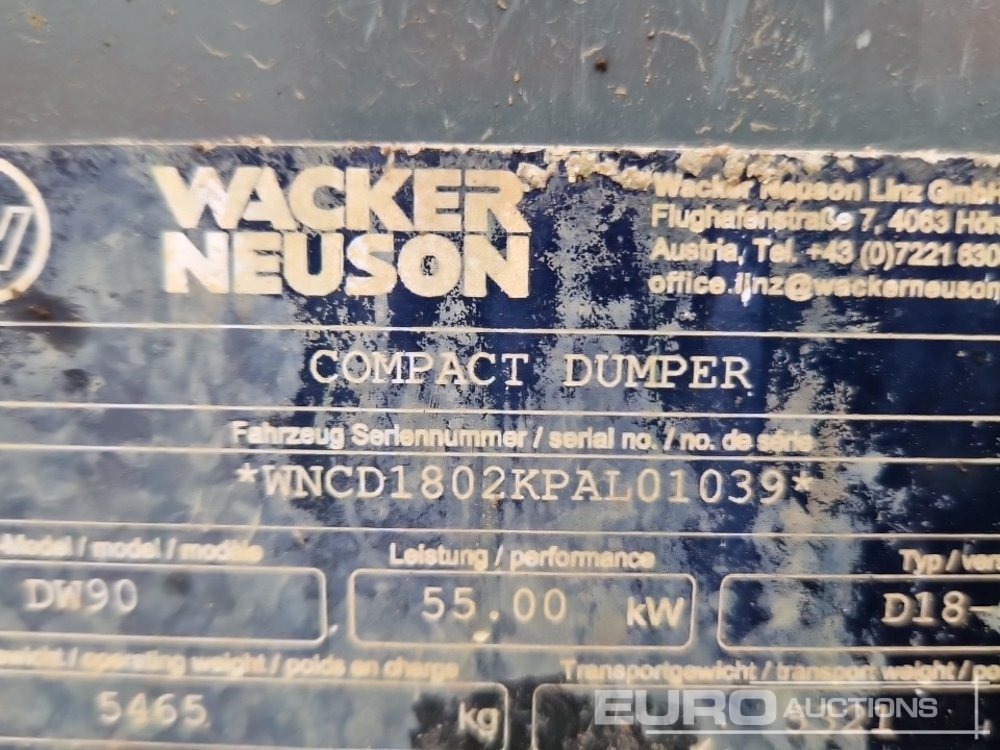 WACKER
NEUSON
Wacker Neuson Linz GmbH
Flughafenstraße 7, 4063 Hör
Austria, Tel. +43 (0)7221 630
office.linz@wackerneuson
COMPACT DUMPER
Fahrzeug Seriennummer / serial no. / no. de série
*WNCD1802KPAL01039*
Model / model / modèle
Leistung / performance
Typ / vers
DW90
55.00 kW
D18-
operating weight / poids en charge
Transportgewicht / transport weight / po
5465 kg
EURO AUCTIONS